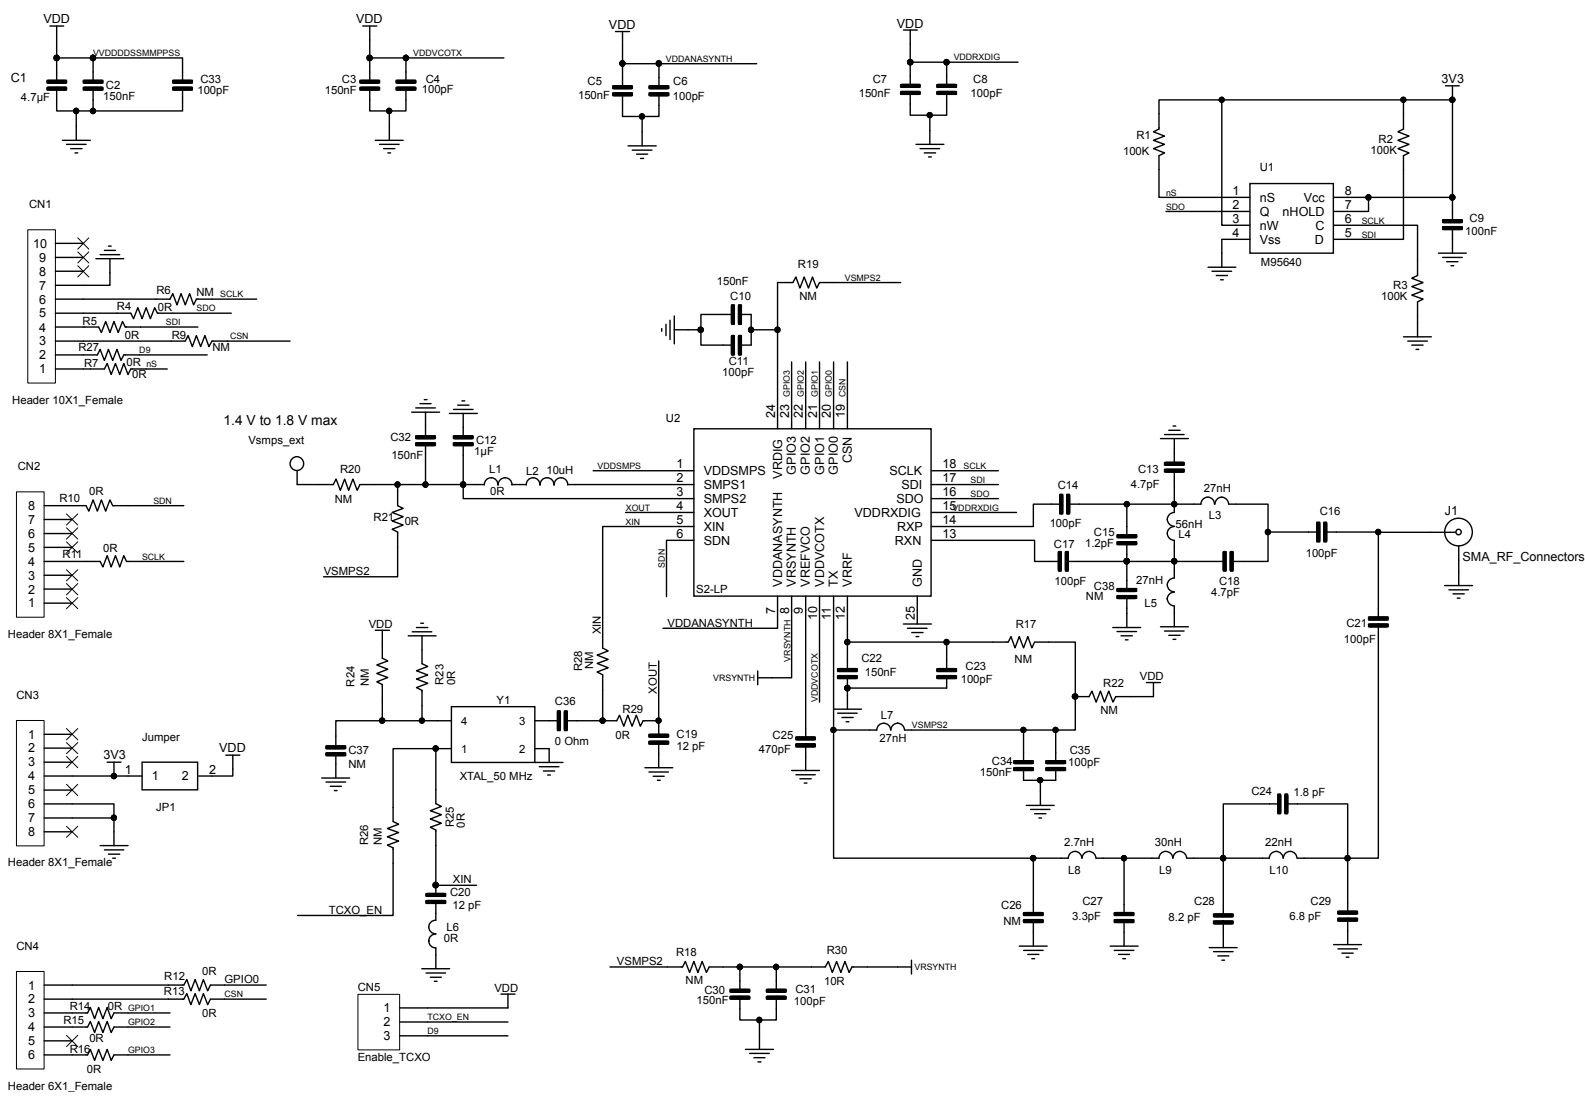 VDD
VVDDDDSSMMPPSS
C1
4.7µF
C2
150nF
C33
100pF
VDD
VDDVCOTX
C3
150nF
C4
100pF
VDD
VDDANASYNTH
C5
150nF
C6
100pF
VDD
VDDRXDIG
C7
150nF
C8
100pF
3V3
R1
100K
R2
100K
U1
nS
SDO
1 nS Vcc 8
2 Q nHOLD 7
3 nW C 6 SCLK
4 Vss D 5 SDI
M95640
C9
100nF
R3
100K
CN1
10
9
8
7
6 R6 NM SCLK
5 R4 0R SDO
4 R5 0R SDI
3 R9 NM CSN
2 R27 0R D9
1 R7 0R nS
Header 10X1_Female
R19
NM
VSMPS2
150nF
C10
C11
100pF
1.4 V to 1.8 V max
Vsmps_ext
R20
NM
R21
0R
VSMPS2
C32
150nF
C12
1µF
L1
0R
L2 10uH
U2
24 VRDIG
GPIO3 23 GPIO3
GPIO2 22 GPIO2
GPIO1 21 GPIO1
GPIO0 20 GPIO0
CSN 19 CSN
VDDSMPS 1 VDDSMPS
2 SMPS1
3 SMPS2
XOUT 4 XOUT
XIN 5 XIN
6 SDN
SDN
SCLK 18 SCLK
SDI 17 SDI
SDO 16 SDO
VDDRXDIG 15 VDDRXDIG
RXP 14
RXN 13
S2-LP
VDDANASYNTH 7
VRSYNTH 8 VRSYNTH
VREFVCO 9
VDDVCOTX 10 VDDVCOTX
TX 11
VRRF 12
GND 25
VDDANASYNTH
VRSYNTH
C14
100pF
C17
100pF
C15
1.2pF
C38
NM
C13
4.7pF
56nH
L4
27nH
L5
27nH
L3
C18
4.7pF
C16
100pF
J1
SMA_RF_Connectors
C21
100pF
CN2
8 R10 0R SDN
7
6
5
4 R11 0R SCLK
3
2
1
Header 8X1_Female
VDD
R24
NM
R23
0R
C37
NM
Y1
4 3
1 2
XTAL_50 MHz
C36
0 Ohm
XIN
R28
NM
R29
0R
XOUT
C19
12 pF
R26
NM
TCXO_EN
R25
0R
XIN
C20
12 pF
L6
0R
C22
150nF
C23
100pF
R17
NM
R22
NM
VDD
L7
27nH
VSMPS2
C25
470pF
C34
150nF
C35
100pF
CN3
1
2
3
4
5
6
7
8
Header 8X1_Female
3V3
Jumper
1 1 2 2
JP1
VDD
C24 1.8 pF
2.7nH
L8
30nH
L9
22nH
L10
C26
NM
C27
3.3pF
C28
8.2 pF
C29
6.8 pF
CN4
1 R12 0R GPIO0
2 R13 0R CSN
3 R14 0R GPIO1
4 R15 0R GPIO2
5
6 R16 0R GPIO3
Header 6X1_Female
CN5
1 VDD
2 TCXO_EN
3 D9
Enable_TCXO
VSMPS2
R18
NM
C30
150nF
C31
100pF
R30
10R
VRSYNTH